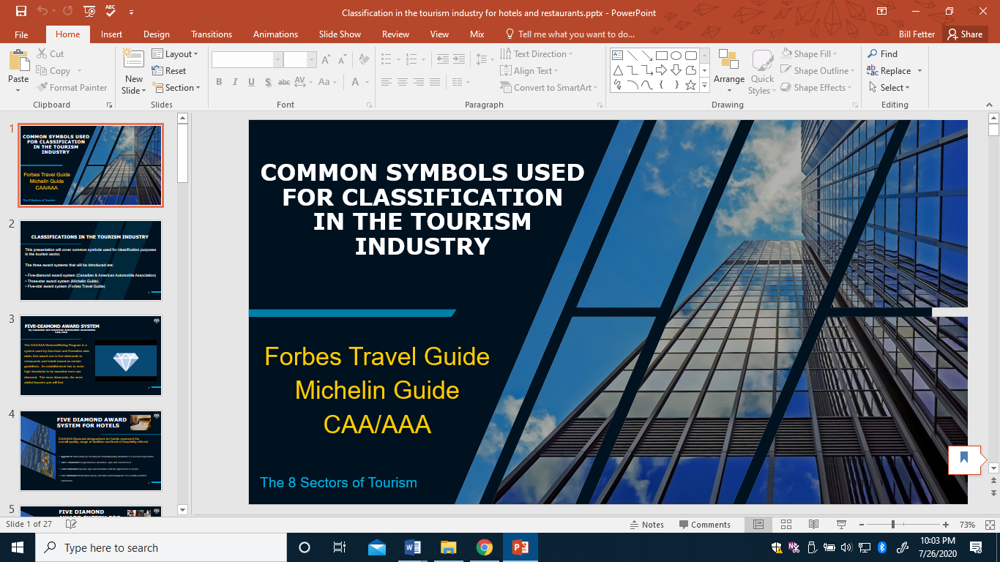 Classification in the tourism industry for hotels and restaurants.pptx - PowerPoint
File Home Insert Design Transitions Animations Slide Show Review View Mix Tell me what you want to do... Bill Fetter Share
Paste
Cut
Copy
Format Painter
Clipboard
New
Slide
Layout
Reset
Section
Slides
Font
Text Direction
Align Text
Convert to SmartArt
Paragraph
Arrange
Quick
Styles
Shape Fill
Shape Outline
Shape Effects
Drawing
Find
Replace
Select
Editing
1
COMMON SYMBOLS USED
FOR CLASSIFICATION
IN THE TOURISM
INDUSTRY
Forbes Travel Guide
Michelin Guide
CAA/AAA
The 8 Sectors of Tourism
2
CLASSIFICATIONS IN THE TOURISM INDUSTRY
This presentation will cover common symbols used for classification purposes
in the tourism sector.
The three award systems that will be introduced are:
• Five-diamond award system (Canadian & American Automobile Association)
• Three-star award system (Michelin Guide)
• Five-star award system (Forbes Travel Guide)
3
FIVE-DIAMOND AWARD SYSTEM
by Canadian and American Automobile Association
CAA/AAA
The CAA/AAA Diamond Rating Program is a
system used by American and Canadian auto
clubs that award one to five diamonds to
restaurants and hotels based on certain
guidelines. An establishment has to meet
high standards to be awarded even one
diamond. The more diamonds, the more
added luxuries you will find.
4
FIVE DIAMOND AWARD
SYSTEM FOR HOTELS
CAA/AAA Diamond designations for hotels represent the
overall quality, range of facilities and level of hospitality offered.
5
FIVE DIAMOND
COMMON SYMBOLS USED
FOR CLASSIFICATION
IN THE TOURISM
INDUSTRY
Forbes Travel Guide
Michelin Guide
CAA/AAA
The 8 Sectors of Tourism
Slide 1 of 27
Notes Comments 73%
Type here to search
10:03 PM
7/26/2020